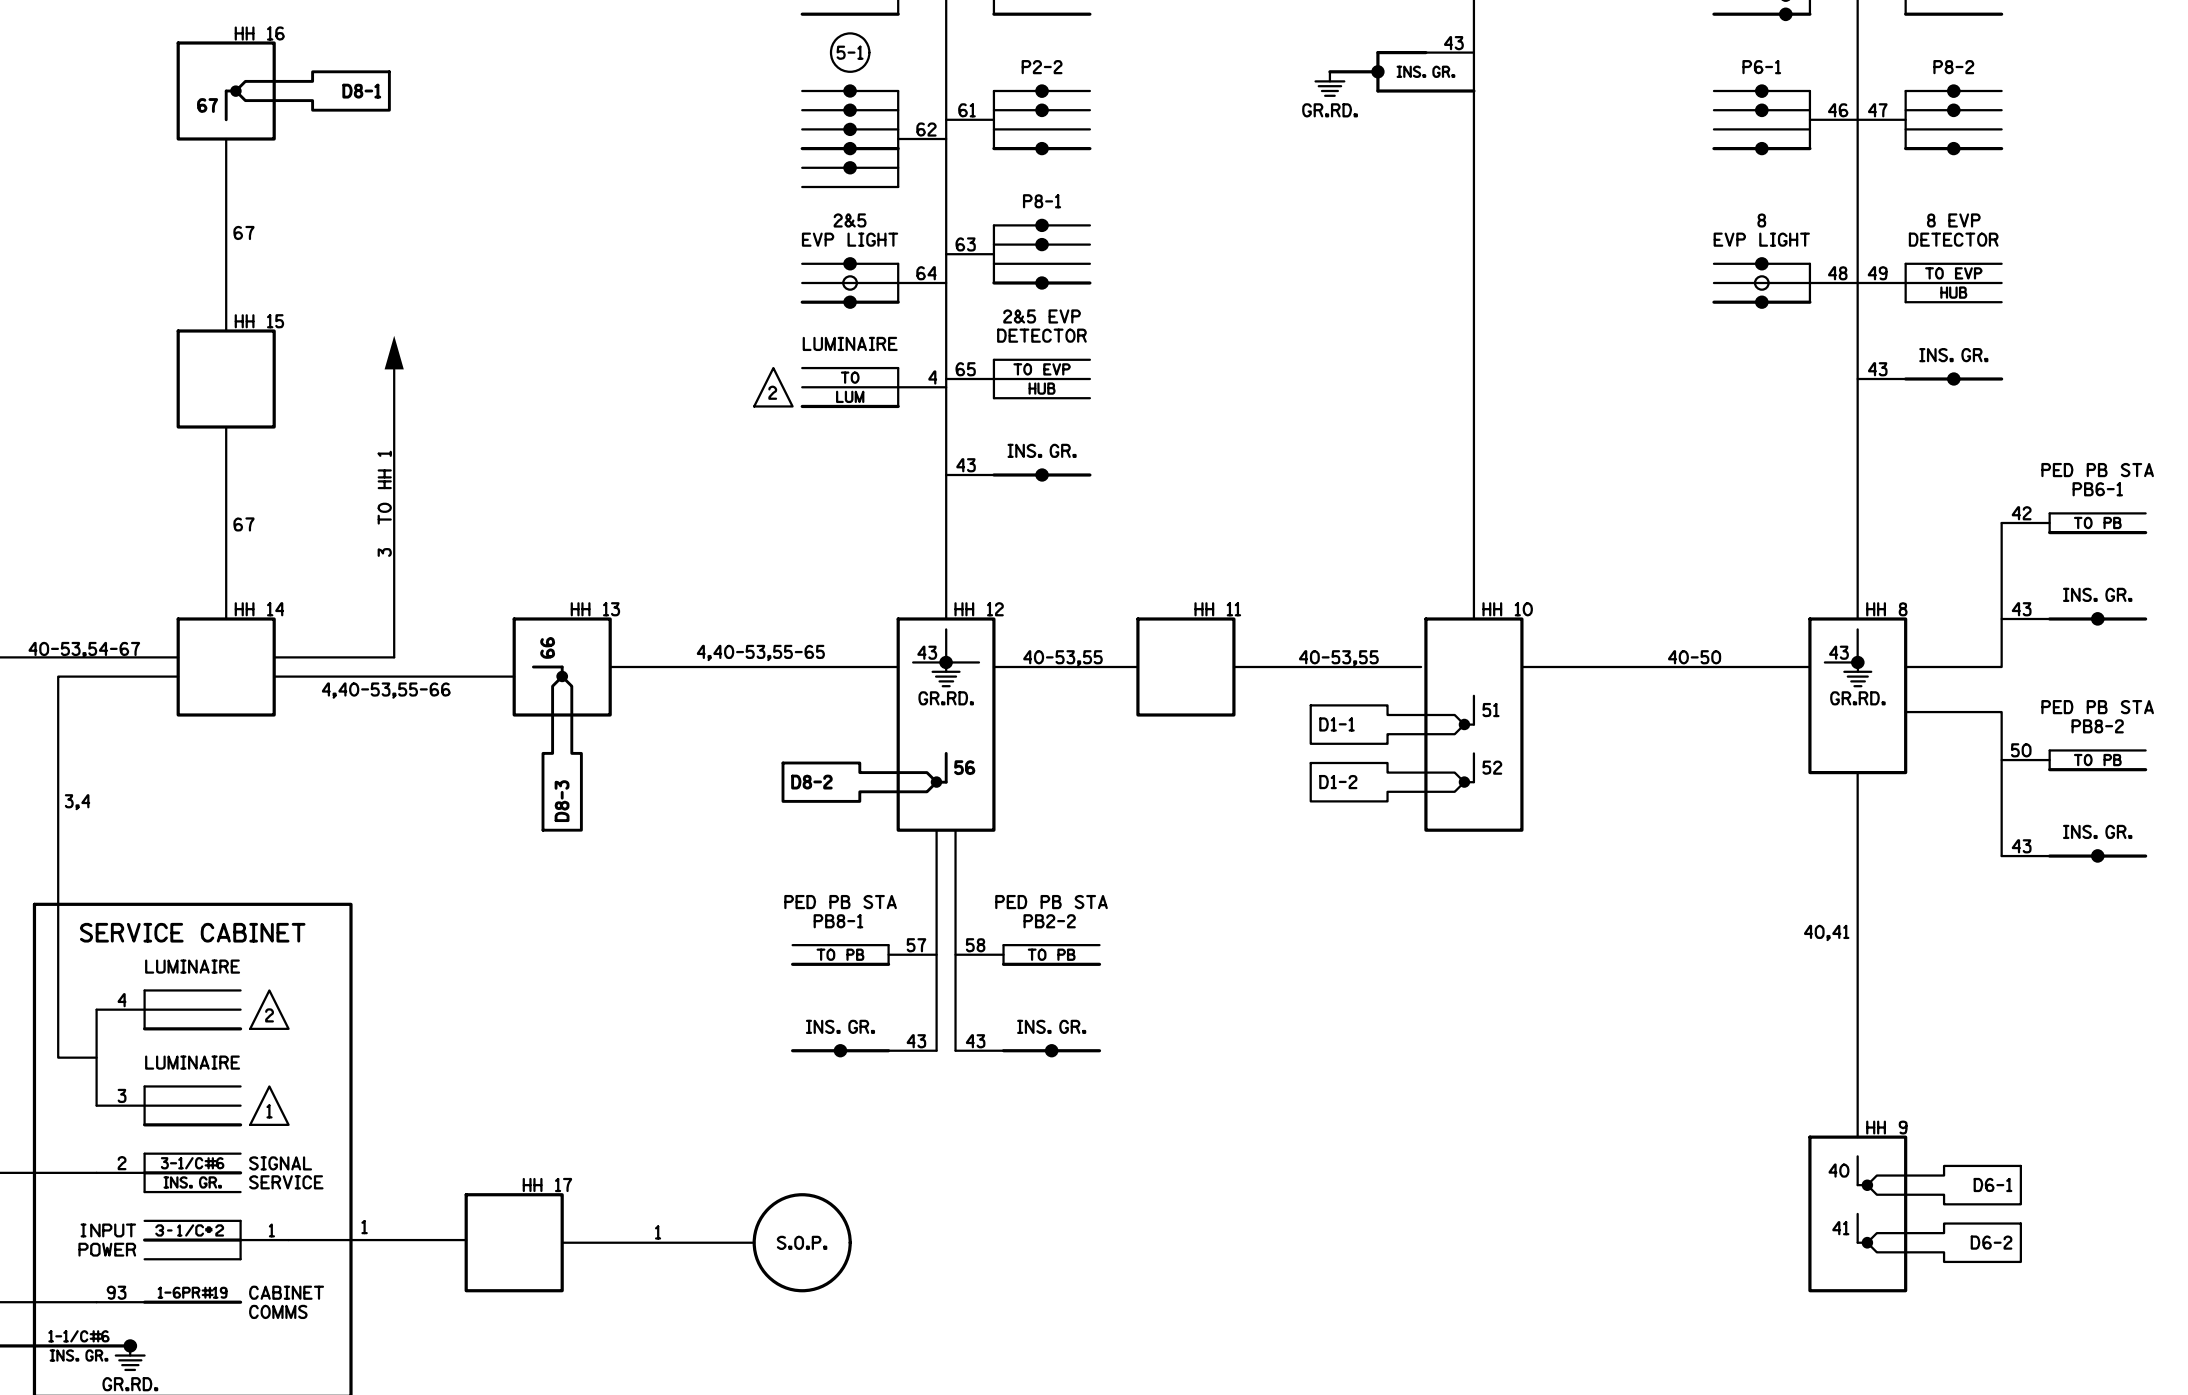 HH 16
67
D8-1
67
HH 15
67
3 TO HH 1
HH 14
40-53,54-67
4,40-53,55-66
3,4
HH 13
66
D8-3
4,40-53,55-65
5-1
62
P2-2
61
P8-1
63
2&5
EVP LIGHT
64
2&5 EVP
DETECTOR
65
TO EVP
HUB
LUMINAIRE
2
TO
LUM
4
INS. GR.
43
HH 12
43
GR.RD.
D8-2
56
PED PB STA
PB8-1
TO PB
57
PED PB STA
PB2-2
58
TO PB
INS. GR.
43
INS. GR.
43
40-53,55
HH 11
40-53,55
43
INS. GR.
GR.RD.
HH 10
D1-1
51
D1-2
52
40-50
P6-1
46
P8-2
47
8
EVP LIGHT
48
8 EVP
DETECTOR
49
TO EVP
HUB
INS. GR.
43
HH 8
43
GR.RD.
PED PB STA
PB6-1
42
TO PB
INS. GR.
43
PED PB STA
PB8-2
50
TO PB
INS. GR.
43
40,41
HH 9
40
D6-1
41
D6-2
SERVICE CABINET
LUMINAIRE
4
2
LUMINAIRE
3
1
2
3-1/C#6
INS. GR.
SIGNAL
SERVICE
INPUT
POWER
3-1/C#2
1
1
HH 17
1
S.O.P.
93
1-6PR#19
CABINET
COMMS
1-1/C#6
INS. GR.
GR.RD.